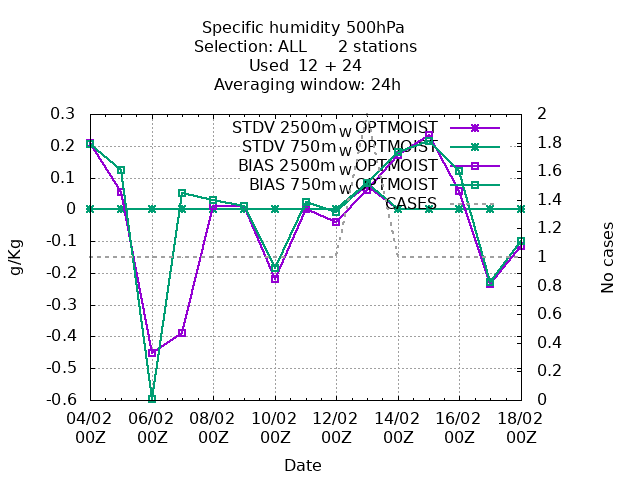 Specific humidity 500hPa
Selection: ALL 2 stations
Used 12 + 24
Averaging window: 24h
STDV 2500m_W OPTMOIST
STDV 750m_W OPTMOIST
BIAS 2500m_W OPTMOIST
BIAS 750m_W OPTMOIST
CASES
g/Kg
0.3
0.2
0.1
0
-0.1
-0.2
-0.3
-0.4
-0.5
-0.6
2
1.8
1.6
1.4
1.2
1
0.8
0.6
0.4
0.2
0
No cases
04/02 06/02 08/02 10/02 12/02 14/02 16/02 18/02
00Z 00Z 00Z 00Z 00Z 00Z 00Z 00Z
Date